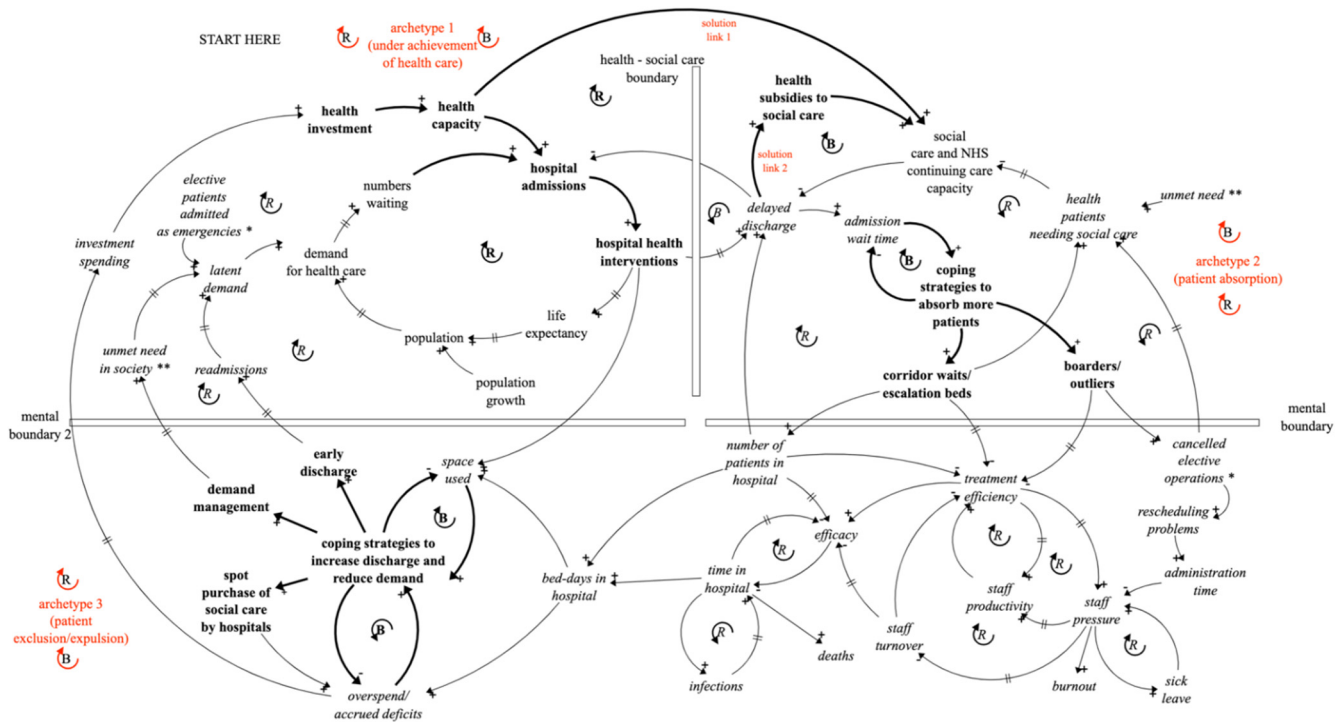 START HERE
R
archetype 1
(under achievement
of health care)
B
solution
link 1
health - social care
boundary
R
health
investment
health
capacity
hospital
admissions
numbers
waiting
elective
patients
admitted
as emergencies *
R
investment
spending
latent
demand
demand
for health care
R
hospital health
interventions
life
expectancy
population
population
growth
R
unmet need
in society **
readmissions
R
health
subsidies to
social care
B
solution
link 2
social
care and NHS
continuing care
capacity
delayed
discharge
B
admission
wait time
B
R
health
patients
needing social care
unmet need **
B
archetype 2
(patient absorption)
R
coping
strategies to
absorb more
patients
R
R
corridor waits/
escalation beds
boarders/
outliers
mental
boundary 2
mental
boundary
early
discharge
demand
management
space
used
B
coping strategies to
increase discharge and
reduce demand
spot
purchase of
social care
by hospitals
B
R
archetype 3
(patient
exclusion/expulsion)
B
overspend/
accrued deficits
number of
patients in
hospital
treatment
efficiency
cancelled
elective
operations *
rescheduling
problems
administration
time
efficacy
R
time in
hospital
bed-days in
hospital
R
infections
deaths
R
staff
productivity
R
R
staff
pressure
R
staff
turnover
burnout
sick
leave